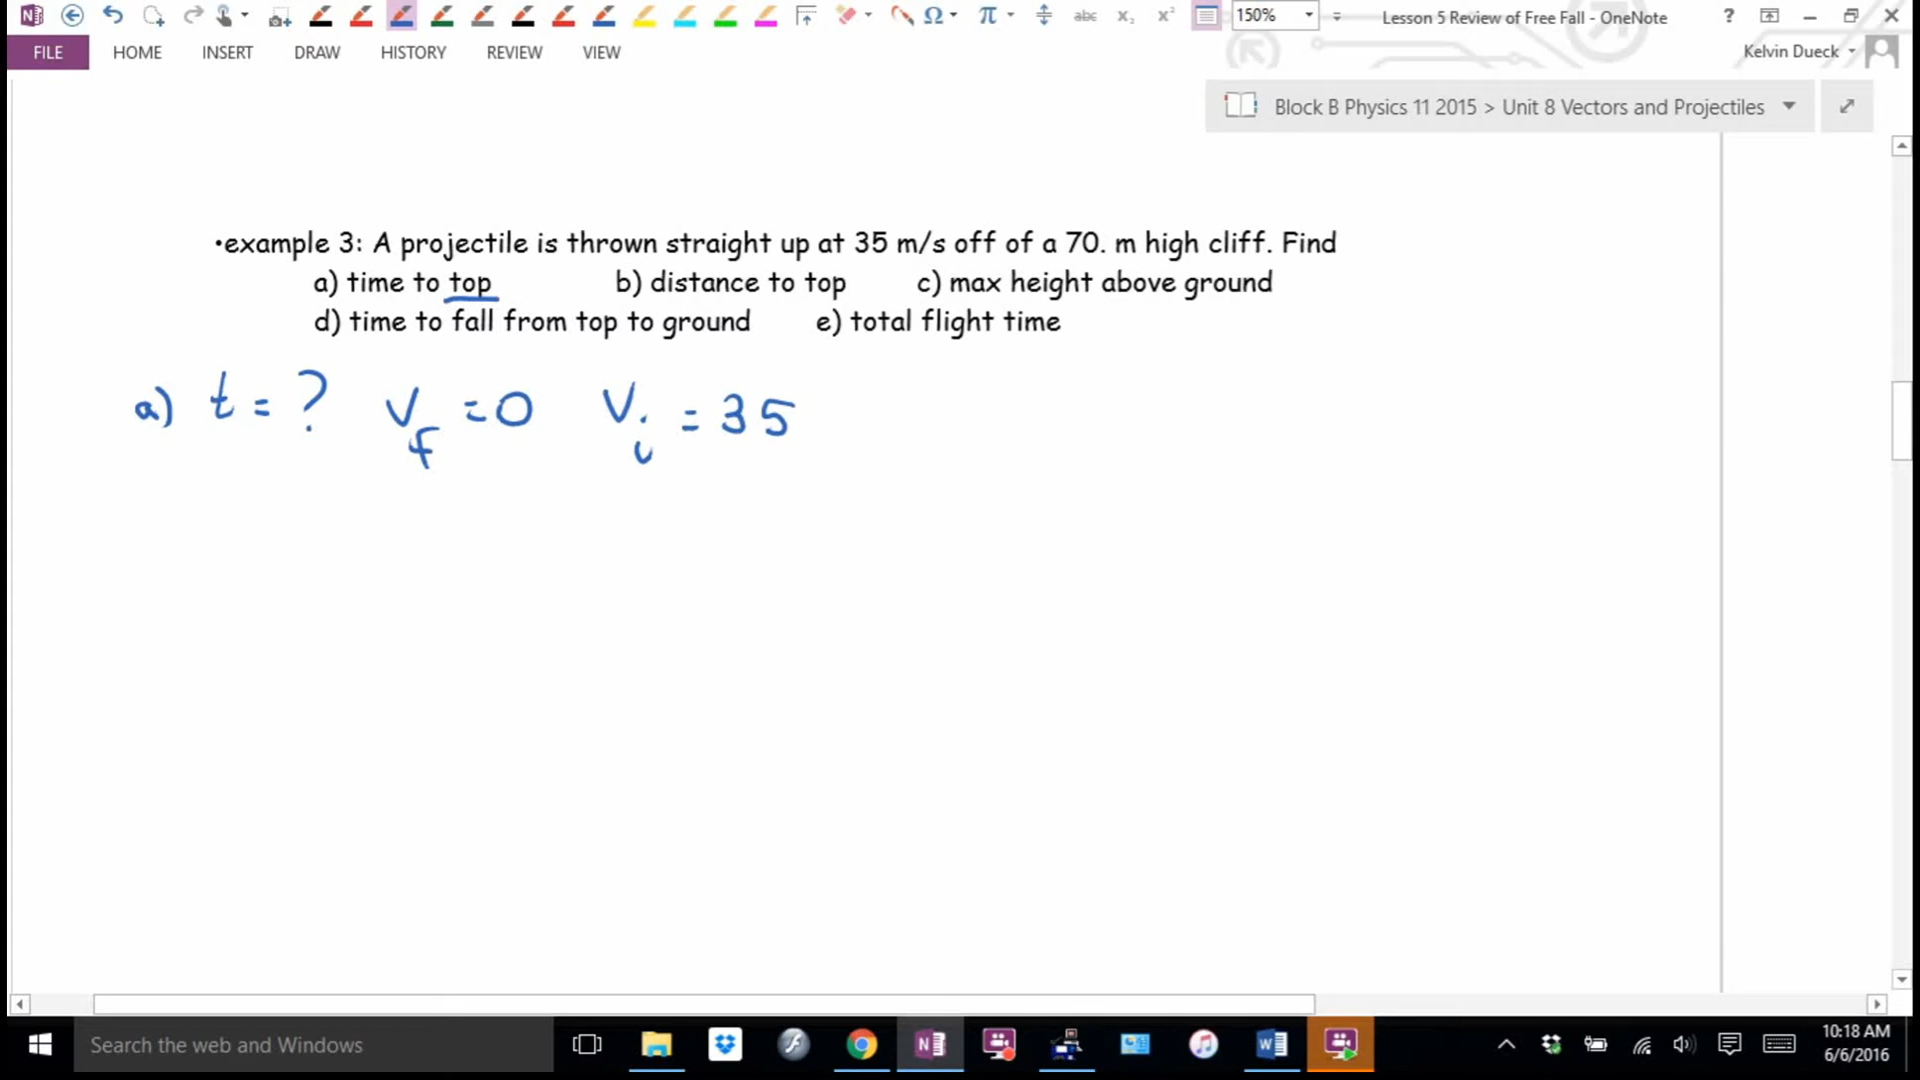 150%
Lesson 5 Review of Free Fall - OneNote
?
FILE HOME INSERT DRAW HISTORY REVIEW VIEW
Kelvin Dueck
Block B Physics 11 2015 > Unit 8 Vectors and Projectiles
•example 3: A projectile is thrown straight up at 35 m/s off of a 70. m high cliff. Find
a) time to top b) distance to top c) max height above ground
d) time to fall from top to ground e) total flight time
a) t = ? Vf = 0 Vi = 35
Search the web and Windows
10:18 AM
6/6/2016